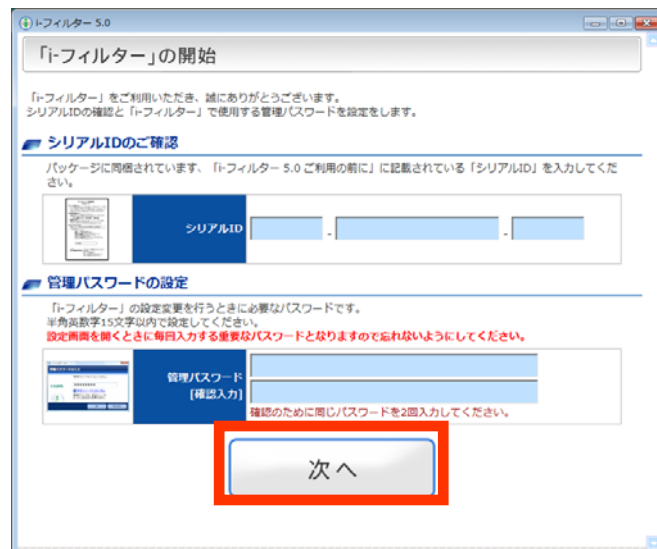 i-フィルター 5.0
「i-フィルター」の開始
「i-フィルター」をご利用いただき、誠にありがとうございます。
シリアルIDの確認と「i-フィルター」で使用する管理パスワードを設定をします。
シリアルIDのご確認
パッケージに同梱されています、「i-フィルター 5.0 ご利用の前に」に記載されている「シリアルID」を入力してくだ
さい。
シリアルID - -
管理パスワードの設定
「i-フィルター」の設定変更を行うときに必要なパスワードです。
半角英数字15文字以内で設定してください。
設定画面を開くときに毎回入力する重要なパスワードとなりますので忘れないようにしてください。
管理パスワード
[確認入力]
確認のために同じパスワードを2回入力してください。
次へ